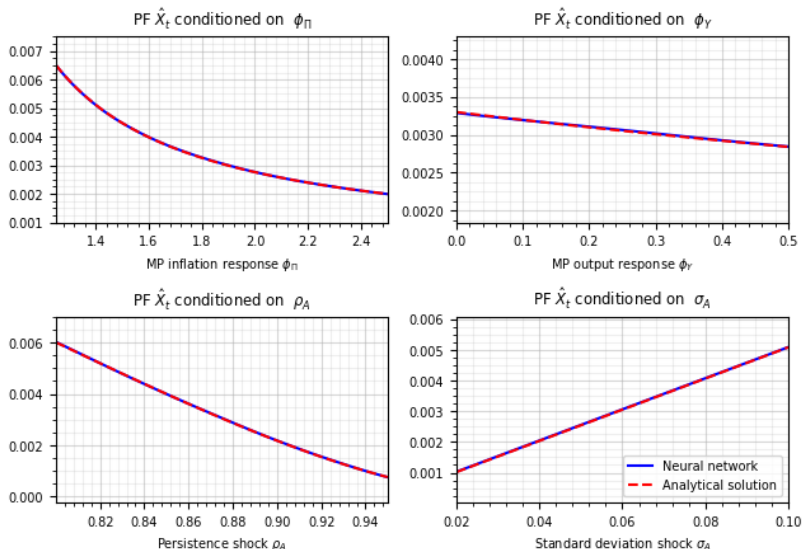 PF X̂ₜ conditioned on ϕ_Π
0.007
0.006
0.005
0.004
0.003
0.002
0.001
1.4 1.6 1.8 2.0 2.2 2.4
MP inflation response ϕ_Π
PF X̂ₜ conditioned on ϕ_Y
0.0040
0.0035
0.0030
0.0025
0.0020
0.0 0.1 0.2 0.3 0.4 0.5
MP output response ϕ_Y
PF X̂ₜ conditioned on ρ_A
0.006
0.004
0.002
0.000
0.82 0.84 0.86 0.88 0.90 0.92 0.94
Persistence shock ρ_A
PF X̂ₜ conditioned on σ_A
0.006
0.005
0.004
0.003
0.002
0.001
Neural network
Analytical solution
0.02 0.04 0.06 0.08 0.10
Standard deviation shock σ_A